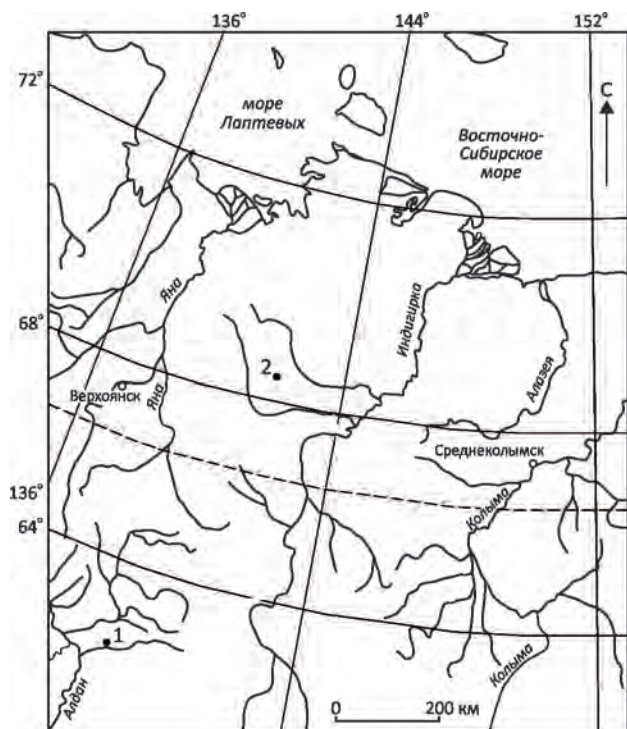 136°
144°
152°
72°
море
Лаптевых
С
Восточно-
Сибирское
море
Яна
Индигирка
68°
2
Алазея
Верхоянск
Яна
Среднеколымск
136°
Колыма
64°
1
Алдан
Колыма
0
200 км